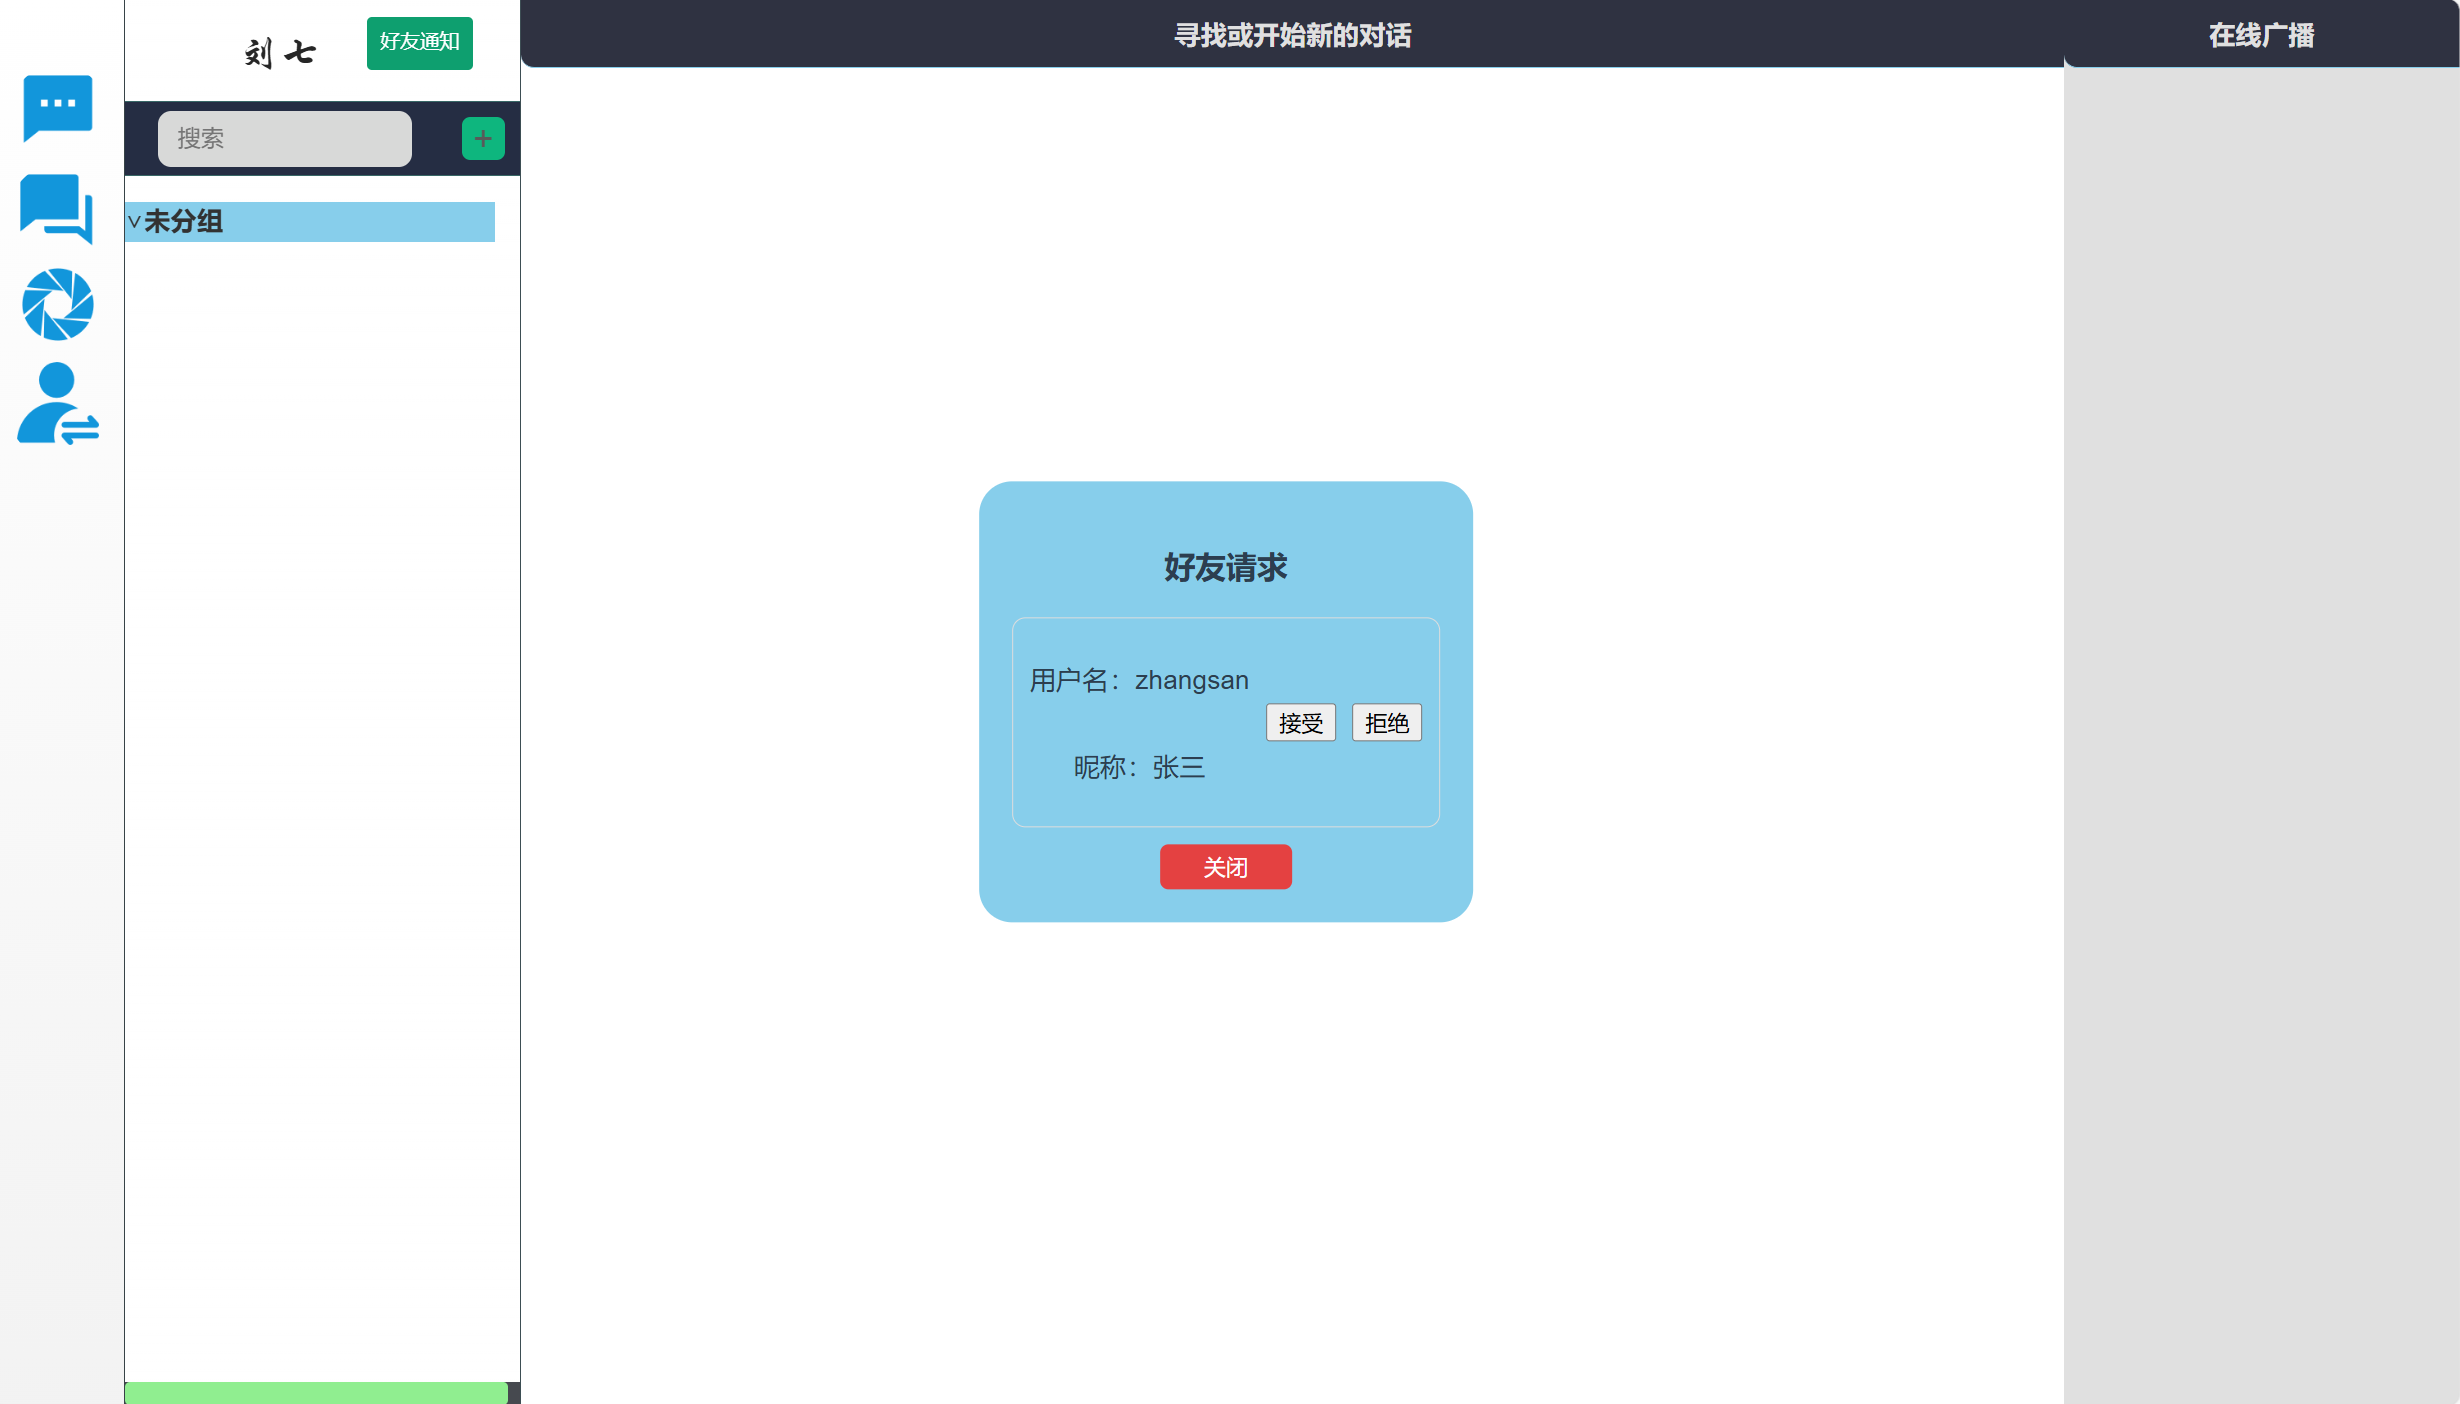 刘七
好友通知
搜索
+
未分组
寻找或开始新的对话
在线广播
好友请求
用户名：zhangsan
接受
拒绝
昵称：张三
关闭